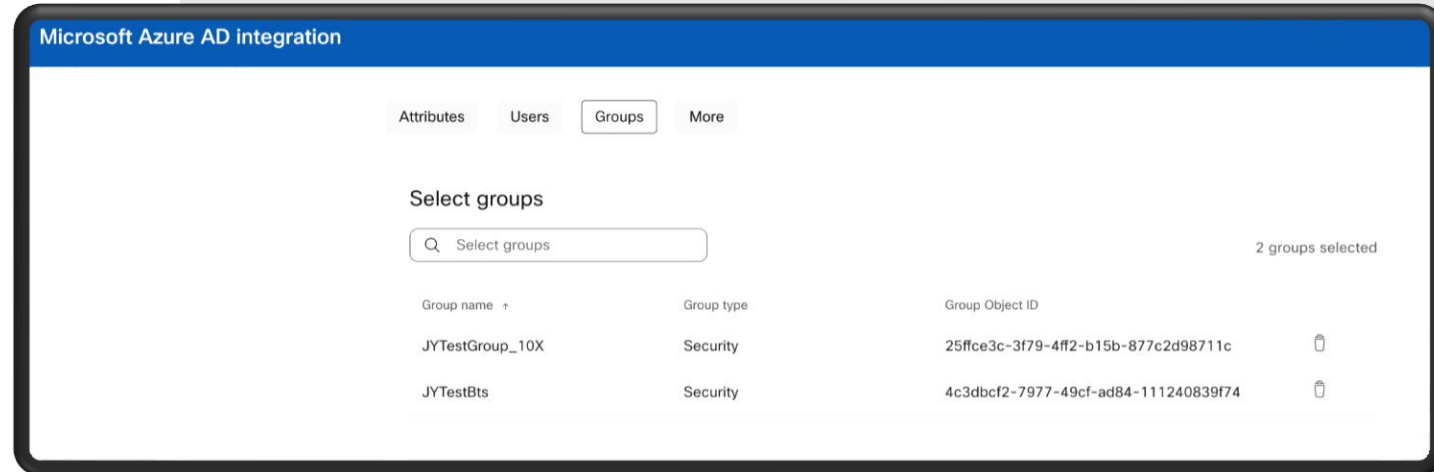 Microsoft Azure AD integration
Attributes Users Groups More
Select groups
Select groups
2 groups selected
Group name ↑ Group type Group Object ID
JYTestGroup_10X Security 25ffce3c-3f79-4ff2-b15b-877c2d98711c
JYTestBts Security 4c3dbcf2-7977-49cf-ad84-111240839f74